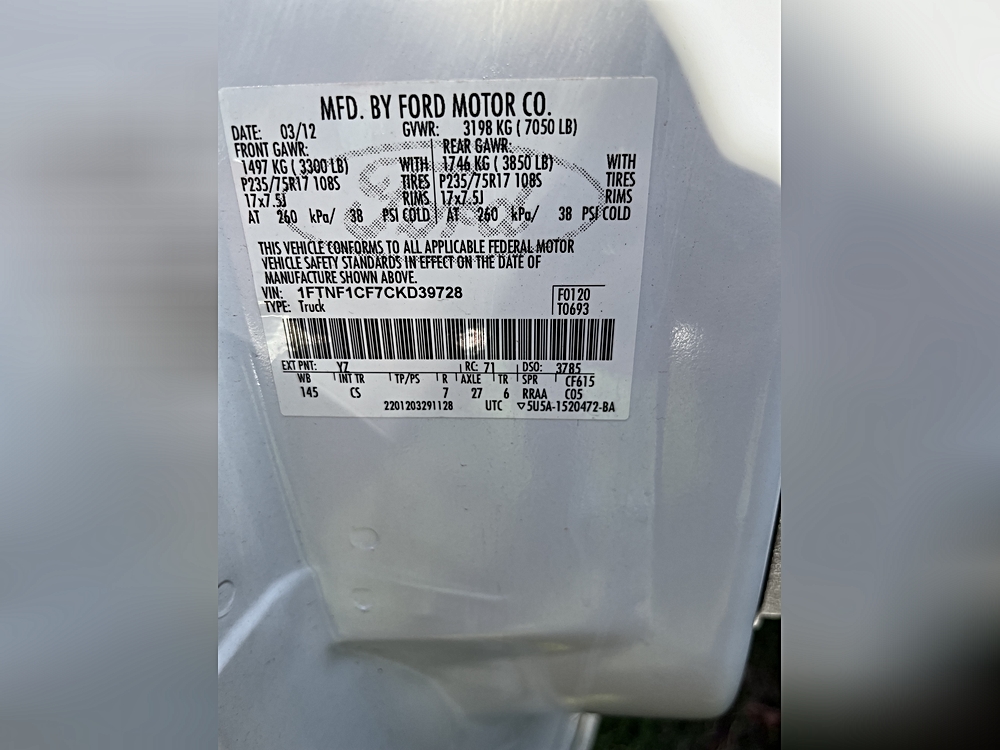 MFD. BY FORD MOTOR CO.
DATE: 03/12 GVWR: 3198 KG ( 7050 LB)
FRONT GAWR: REAR GAWR:
1497 KG ( 3300 LB) WITH 1746 KG ( 3850 LB) WITH
P235/75R17 108S TIRES P235/75R17 108S TIRES
17x7.5J RIMS 17x7.5J RIMS
AT 260 kPa/ 38 PSI COLD AT 260 kPa/ 38 PSI COLD
Ford
THIS VEHICLE CONFORMS TO ALL APPLICABLE FEDERAL MOTOR
VEHICLE SAFETY STANDARDS IN EFFECT ON THE DATE OF
MANUFACTURE SHOWN ABOVE.
VIN: 1FTNF1CF7CKD39728 F0120
TYPE: Truck T0693
EXT PNT: YZ RC: 71 DSO: 3785
WB INT TR TP/PS R AXLE TR SPR CF615
145 CS 7 27 6 RRAA C05
2201203291128 UTC ▽5U5A-1520472-BA